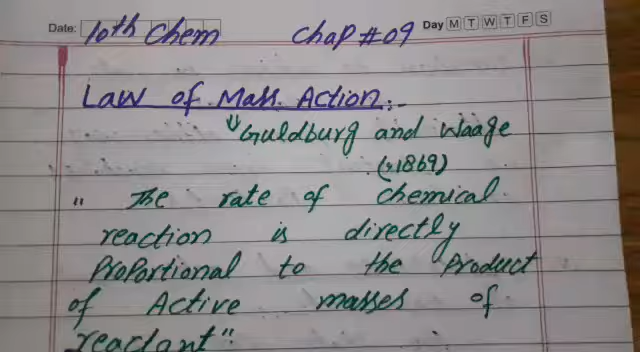 Date: 10th Chem Chap #09 Day M T W T F S
Law of Mass Action:-
Guldburg and Waage
(1869)
" The rate of chemical
reaction is directly
Proportional to the Product
of Active masses of
reactant".